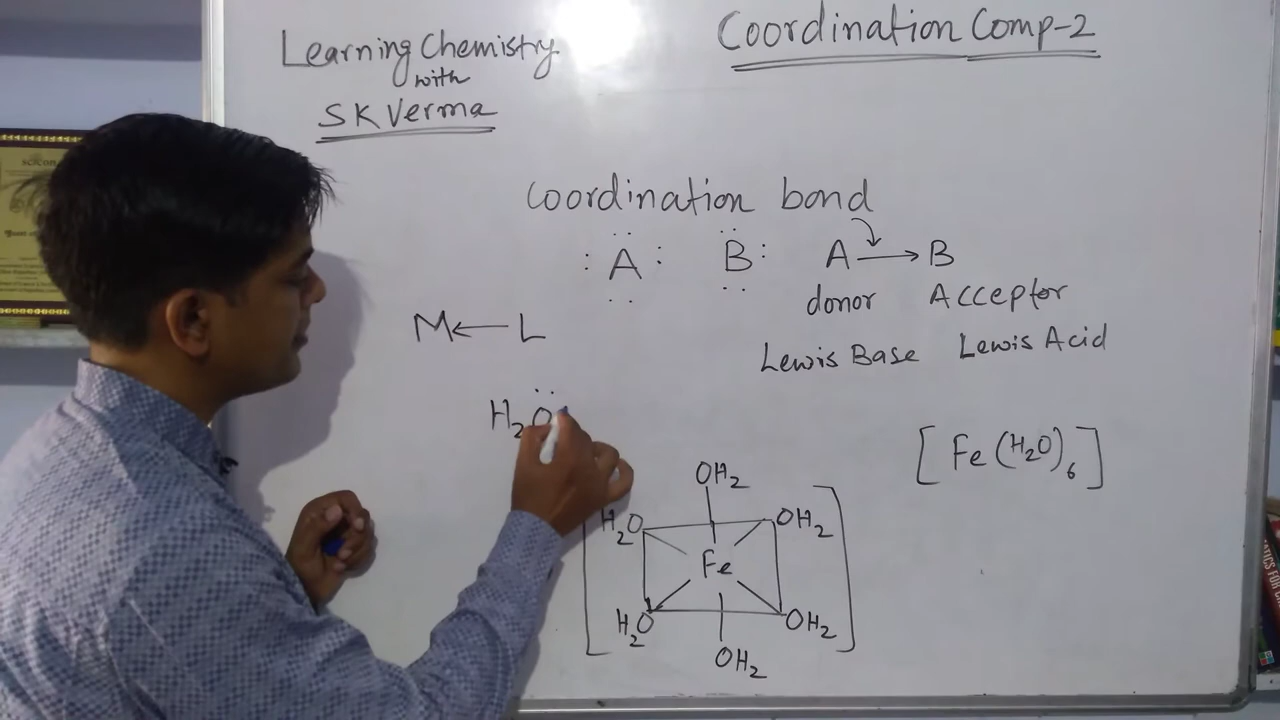 Learning Chemistry
with
SK Verma
Coordination Comp-2
Coordination bond
: A : B : A → B
donor Acceptor
Lewis Base Lewis Acid
M ← L
H₂O
[Fe(H₂O)₆]
OH₂
H₂O OH₂
Fe
H₂O OH₂
OH₂